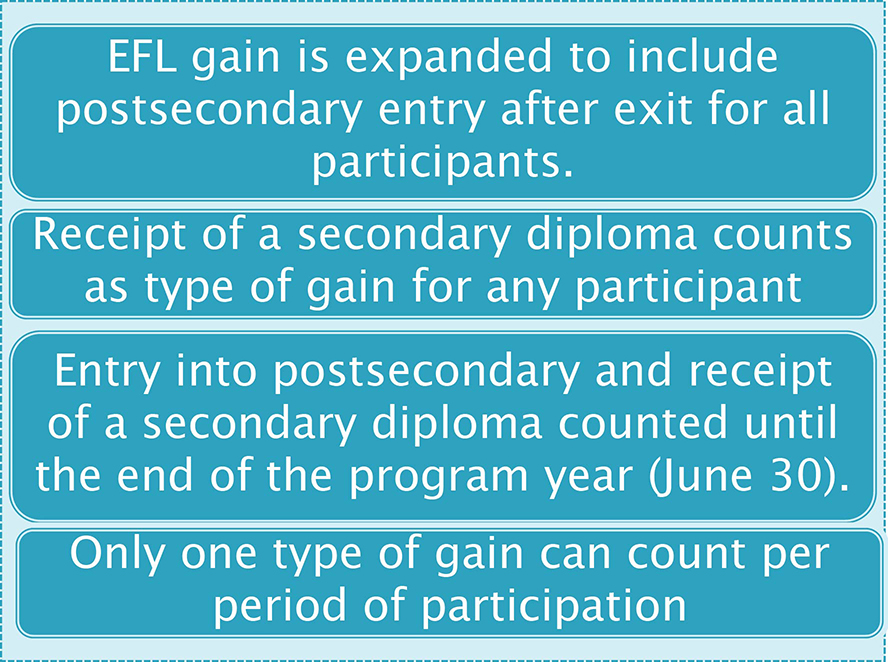 EFL gain is expanded to include
postsecondary entry after exit for all
participants.
Receipt of a secondary diploma counts
as type of gain for any participant
Entry into postsecondary and receipt
of a secondary diploma counted until
the end of the program year (June 30).
Only one type of gain can count per
period of participation